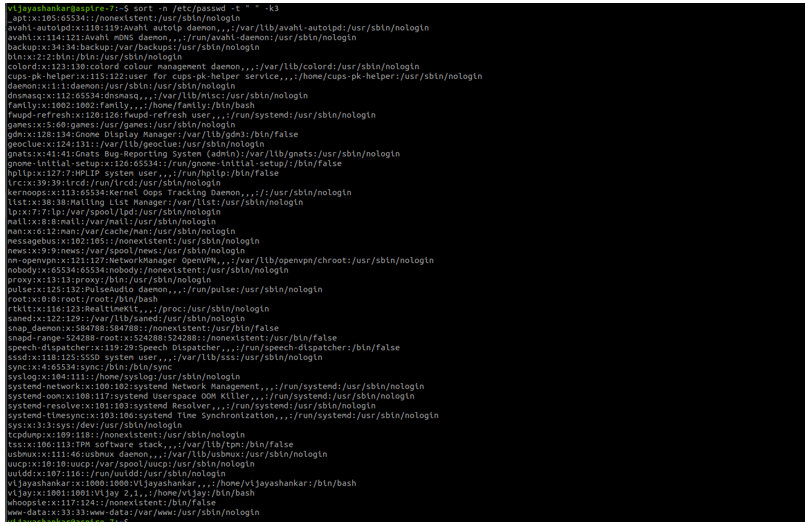 vijayashankar@aspire-7:~$ sort -n /etc/passwd -t " " -k3
_apt:x:105:65534::/nonexistent:/usr/sbin/nologin
avahi-autoipd:x:110:119:Avahi autoip daemon,,,:/var/lib/avahi-autoipd:/usr/sbin/nologin
avahi:x:114:121:Avahi mDNS daemon,,,:/run/avahi-daemon:/usr/sbin/nologin
backup:x:34:34:backup:/var/backups:/usr/sbin/nologin
bin:x:2:2:bin:/bin:/usr/sbin/nologin
colord:x:123:130:colord colour management daemon,,,:/var/lib/colord:/usr/sbin/nologin
cups-pk-helper:x:115:122:user for cups-pk-helper service,,,:/home/cups-pk-helper:/usr/sbin/nologin
daemon:x:1:1:daemon:/usr/sbin:/usr/sbin/nologin
dnsmasq:x:112:65534:dnsmasq,,,:/var/lib/misc:/usr/sbin/nologin
family:x:1002:1002:family,,,:/home/family:/bin/bash
fwupd-refresh:x:120:126:fwupd-refresh user,,,:/run/systemd:/usr/sbin/nologin
games:x:5:60:games:/usr/games:/usr/sbin/nologin
gdm:x:128:134:Gnome Display Manager:/var/lib/gdm3:/bin/false
geoclue:x:124:131::/var/lib/geoclue:/usr/sbin/nologin
gnats:x:41:41:Gnats Bug-Reporting System (admin):/var/lib/gnats:/usr/sbin/nologin
gnome-initial-setup:x:126:65534::/run/gnome-initial-setup/:/bin/false
hplip:x:127:7:HPLIP system user,,,:/run/hplip:/bin/false
irc:x:39:39:ircd:/run/ircd:/usr/sbin/nologin
kernoops:x:113:65534:Kernel Oops Tracking Daemon,,,:/:/usr/sbin/nologin
list:x:38:38:Mailing List Manager:/var/list:/usr/sbin/nologin
lp:x:7:7:lp:/var/spool/lpd:/usr/sbin/nologin
mail:x:8:8:mail:/var/mail:/usr/sbin/nologin
man:x:6:12:man:/var/cache/man:/usr/sbin/nologin
messagebus:x:102:105::/nonexistent:/usr/sbin/nologin
news:x:9:9:news:/var/spool/news:/usr/sbin/nologin
nm-openvpn:x:121:127:NetworkManager OpenVPN,,,:/var/lib/openvpn/chroot:/usr/sbin/nologin
nobody:x:65534:65534:nobody:/nonexistent:/usr/sbin/nologin
proxy:x:13:13:proxy:/bin:/usr/sbin/nologin
pulse:x:125:132:PulseAudio daemon,,,:/run/pulse:/usr/sbin/nologin
root:x:0:0:root:/root:/bin/bash
rtkit:x:116:123:RealtimeKit,,,:/proc:/usr/sbin/nologin
saned:x:122:129::/var/lib/saned:/usr/sbin/nologin
snap_daemon:x:584788:584788::/nonexistent:/usr/bin/false
snapd-range-524288-root:x:524288:524288::/nonexistent:/usr/bin/false
speech-dispatcher:x:119:29:Speech Dispatcher,,,:/run/speech-dispatcher:/bin/false
sssd:x:118:125:SSSD system user,,,:/var/lib/sss:/usr/sbin/nologin
sync:x:4:65534:sync:/bin:/bin/sync
syslog:x:104:111::/home/syslog:/usr/sbin/nologin
systemd-network:x:100:102:systemd Network Management,,,:/run/systemd:/usr/sbin/nologin
systemd-oom:x:108:117:systemd Userspace OOM Killer,,,:/run/systemd:/usr/sbin/nologin
systemd-resolve:x:101:103:systemd Resolver,,,:/run/systemd:/usr/sbin/nologin
systemd-timesync:x:103:106:systemd Time Synchronization,,,:/run/systemd:/usr/sbin/nologin
sys:x:3:3:sys:/dev:/usr/sbin/nologin
tcpdump:x:109:118::/nonexistent:/usr/sbin/nologin
tss:x:106:113:TPM software stack,,,:/var/lib/tpm:/bin/false
usbmux:x:111:46:usbmux daemon,,,:/var/lib/usbmux:/usr/sbin/nologin
uucp:x:10:10:uucp:/var/spool/uucp:/usr/sbin/nologin
uuidd:x:107:116::/run/uuidd:/usr/sbin/nologin
vijayashankar:x:1000:1000:Vijayashankar,,,:/home/vijayashankar:/bin/bash
vijay:x:1001:1001:Vijay 2,1,,:/home/vijay:/bin/bash
whoopsie:x:117:124::/nonexistent:/bin/false
www-data:x:33:33:www-data:/var/www:/usr/sbin/nologin
vijayashankar@aspire-7:~$